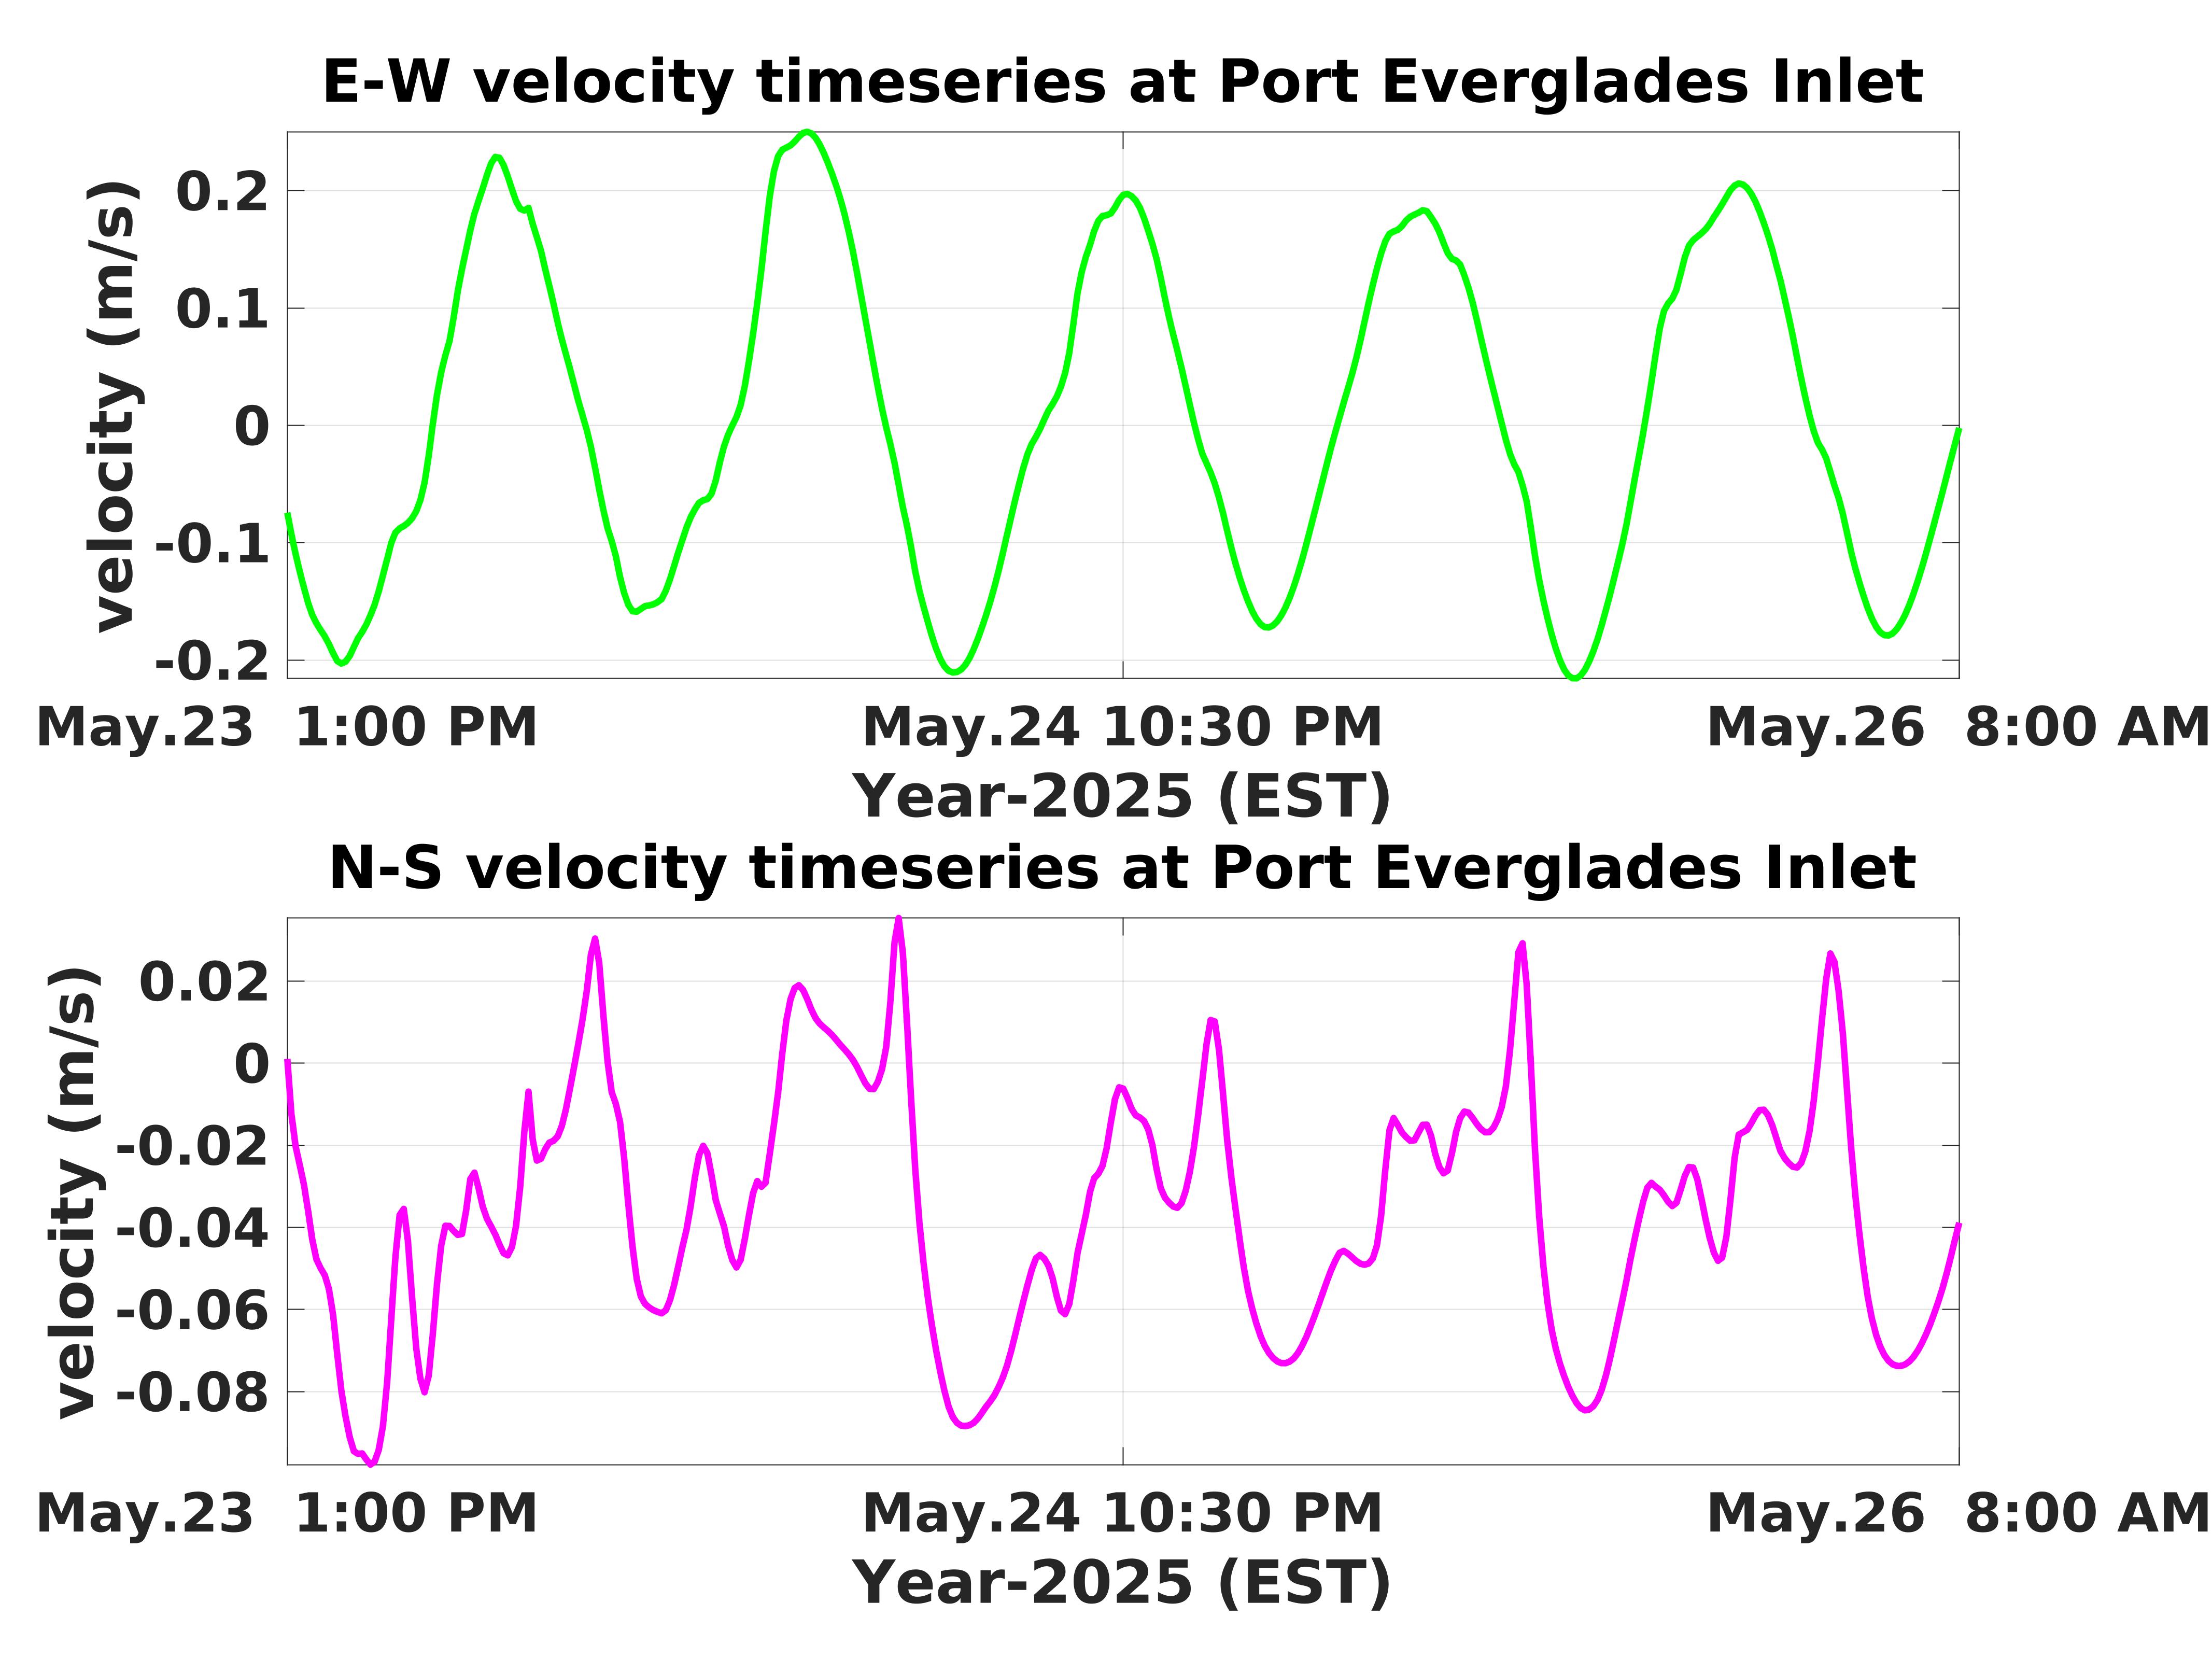 E-W velocity timeseries at Port Everglades Inlet
velocity (m/s)
0.2
0.1
0
-0.1
-0.2
May.23  1:00 PM
May.24 10:30 PM
May.26  8:00 AM
Year-2025 (EST)
N-S velocity timeseries at Port Everglades Inlet
velocity (m/s)
0.02
0
-0.02
-0.04
-0.06
-0.08
May.23  1:00 PM
May.24 10:30 PM
May.26  8:00 AM
Year-2025 (EST)